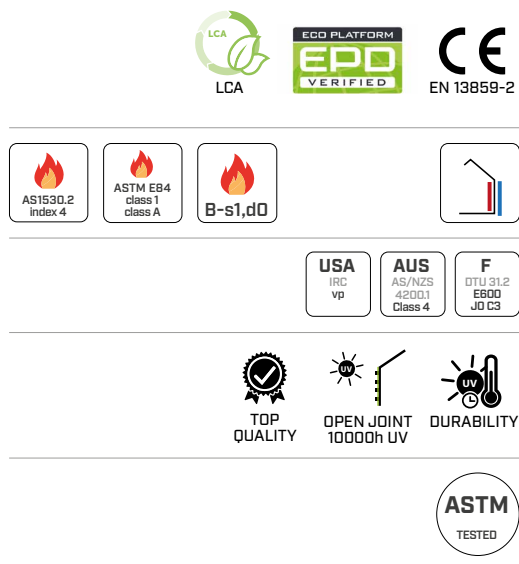 LCA
LCA
ECO PLATFORM
EPD
VERIFIED
CE
EN 13859-2
AS1530.2
index 4
ASTM E84
class 1
class A
B-s1,d0
USA
IRC
vp
AUS
AS/NZS
4200.1
Class 4
F
DTU 31.2
E600
JO C3
TOP
QUALITY
UV
OPEN JOINT
10000h UV
UV
DURABILITY
ASTM
TESTED